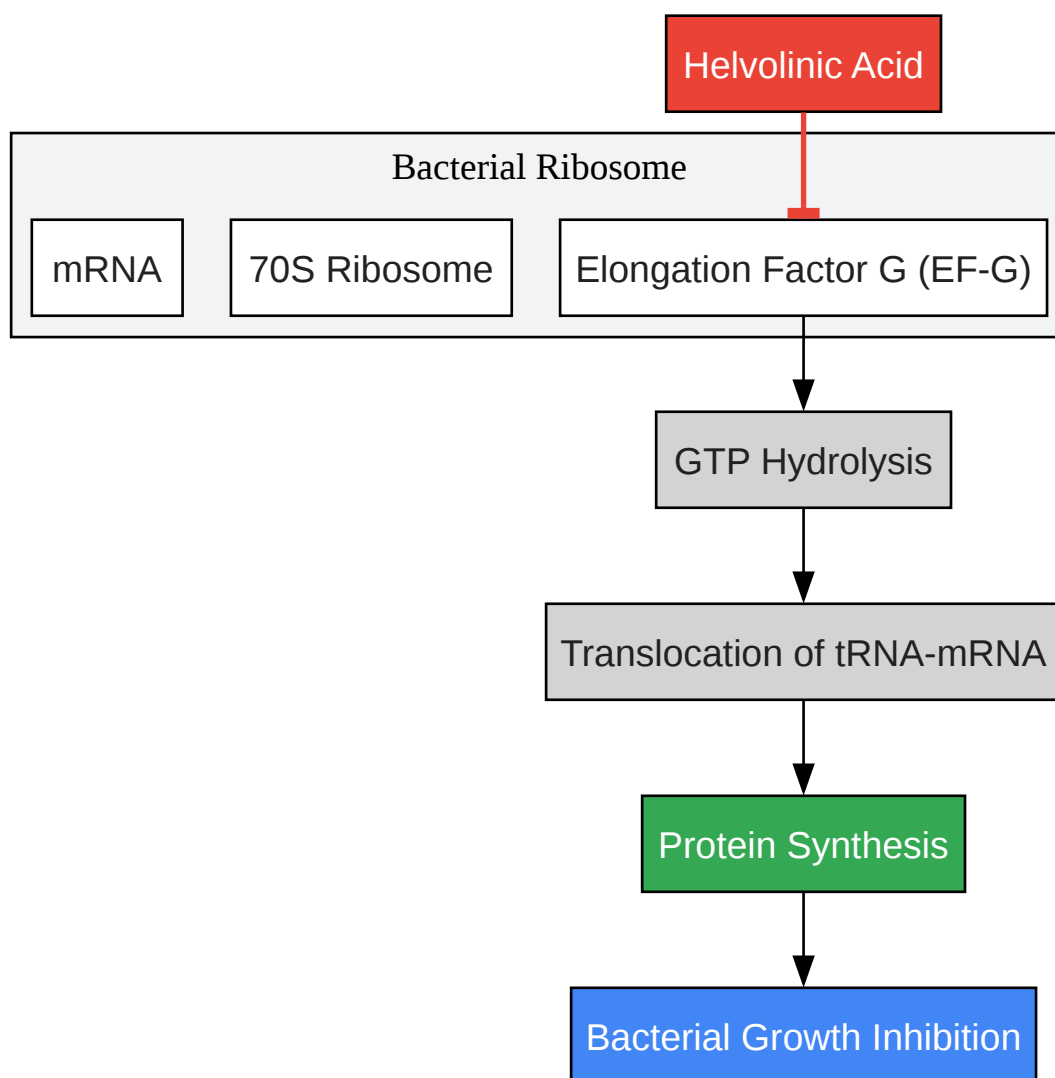 Helvolinic Acid
Bacterial Ribosome
mRNA
70S Ribosome
Elongation Factor G (EF-G)
GTP Hydrolysis
Translocation of tRNA-mRNA
Protein Synthesis
Bacterial Growth Inhibition